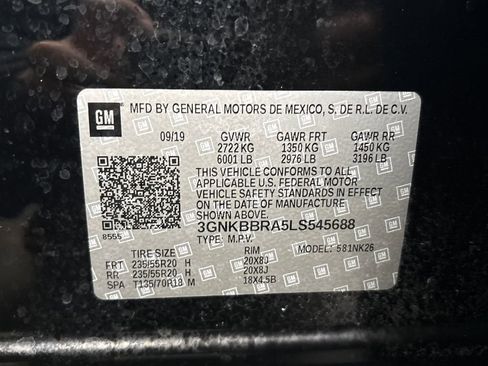 GM
MFD BY GENERAL MOTORS DE MEXICO, S. DE R.L. DE C.V.
09/19 GVWR GAWR FRT GAWR RR
2722 KG 1350 KG 1450 KG
6001 LB 2976 LB 3196 LB
THIS VEHICLE CONFORMS TO ALL
APPLICABLE U.S. FEDERAL MOTOR
VEHICLE SAFETY STANDARDS IN EFFECT
ON THE DATE OF MANUFACTURE
SHOWN ABOVE.
3GNKBBRA5LS545688
8555 TYPE: M.P.V. MODEL: 581NK26
TIRE SIZE RIM
FRT 235/55R20 H 20X8J
RR 235/55R20 H 20X8J
SPA T135/70R18 M 18X4.5B